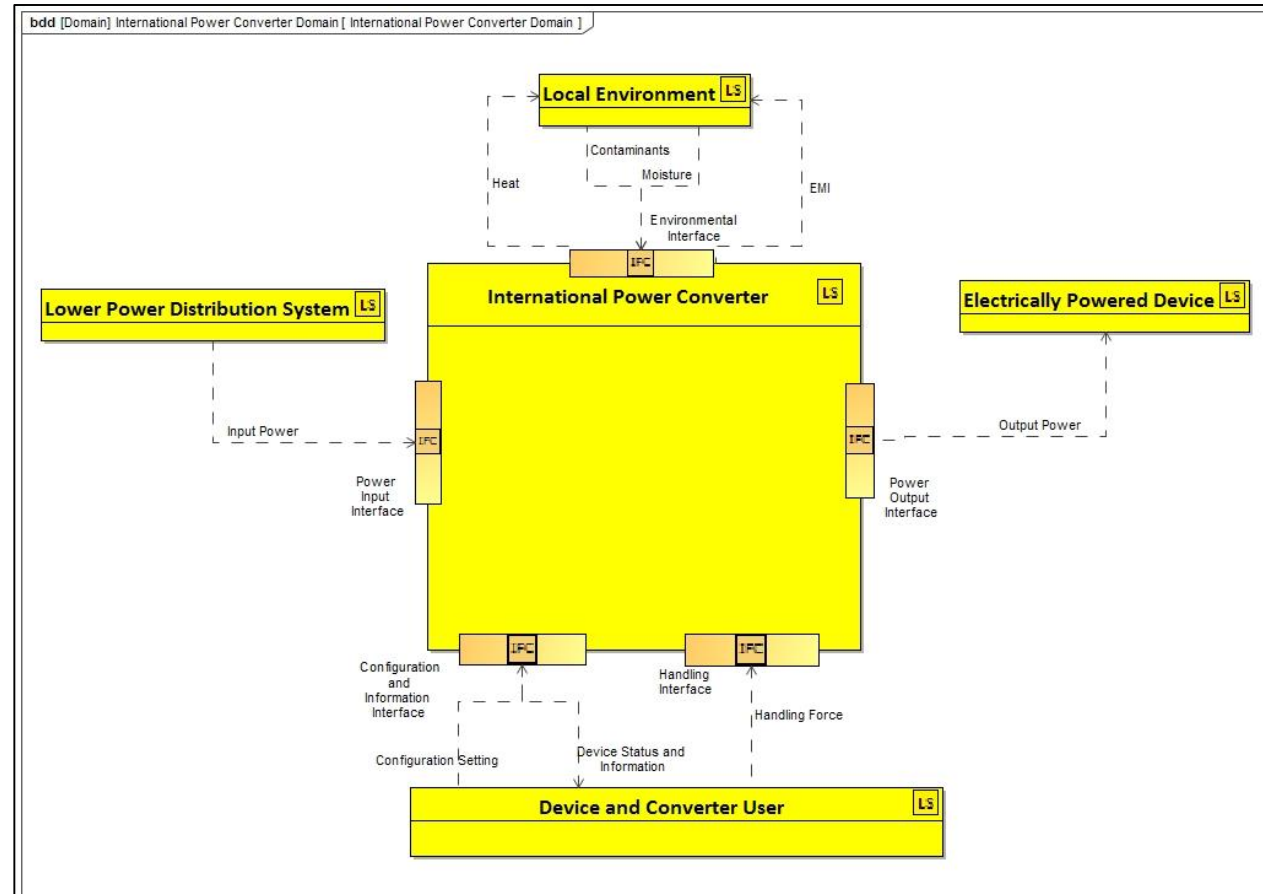 bdd [Domain] International Power Converter Domain [ International Power Converter Domain ]
Local Environment LS
Contaminants
Moisture
Heat
EMI
Environmental
Interface
IFC
International Power Converter LS
Lower Power Distribution System LS
Electrically Powered Device LS
Input Power
IFC
Power
Input
Interface
Output Power
IFC
Power
Output
Interface
IFC
IFC
Configuration
and
Information
Interface
Handling
Interface
Handling Force
Configuration Setting
Device Status and
Information
Device and Converter User LS